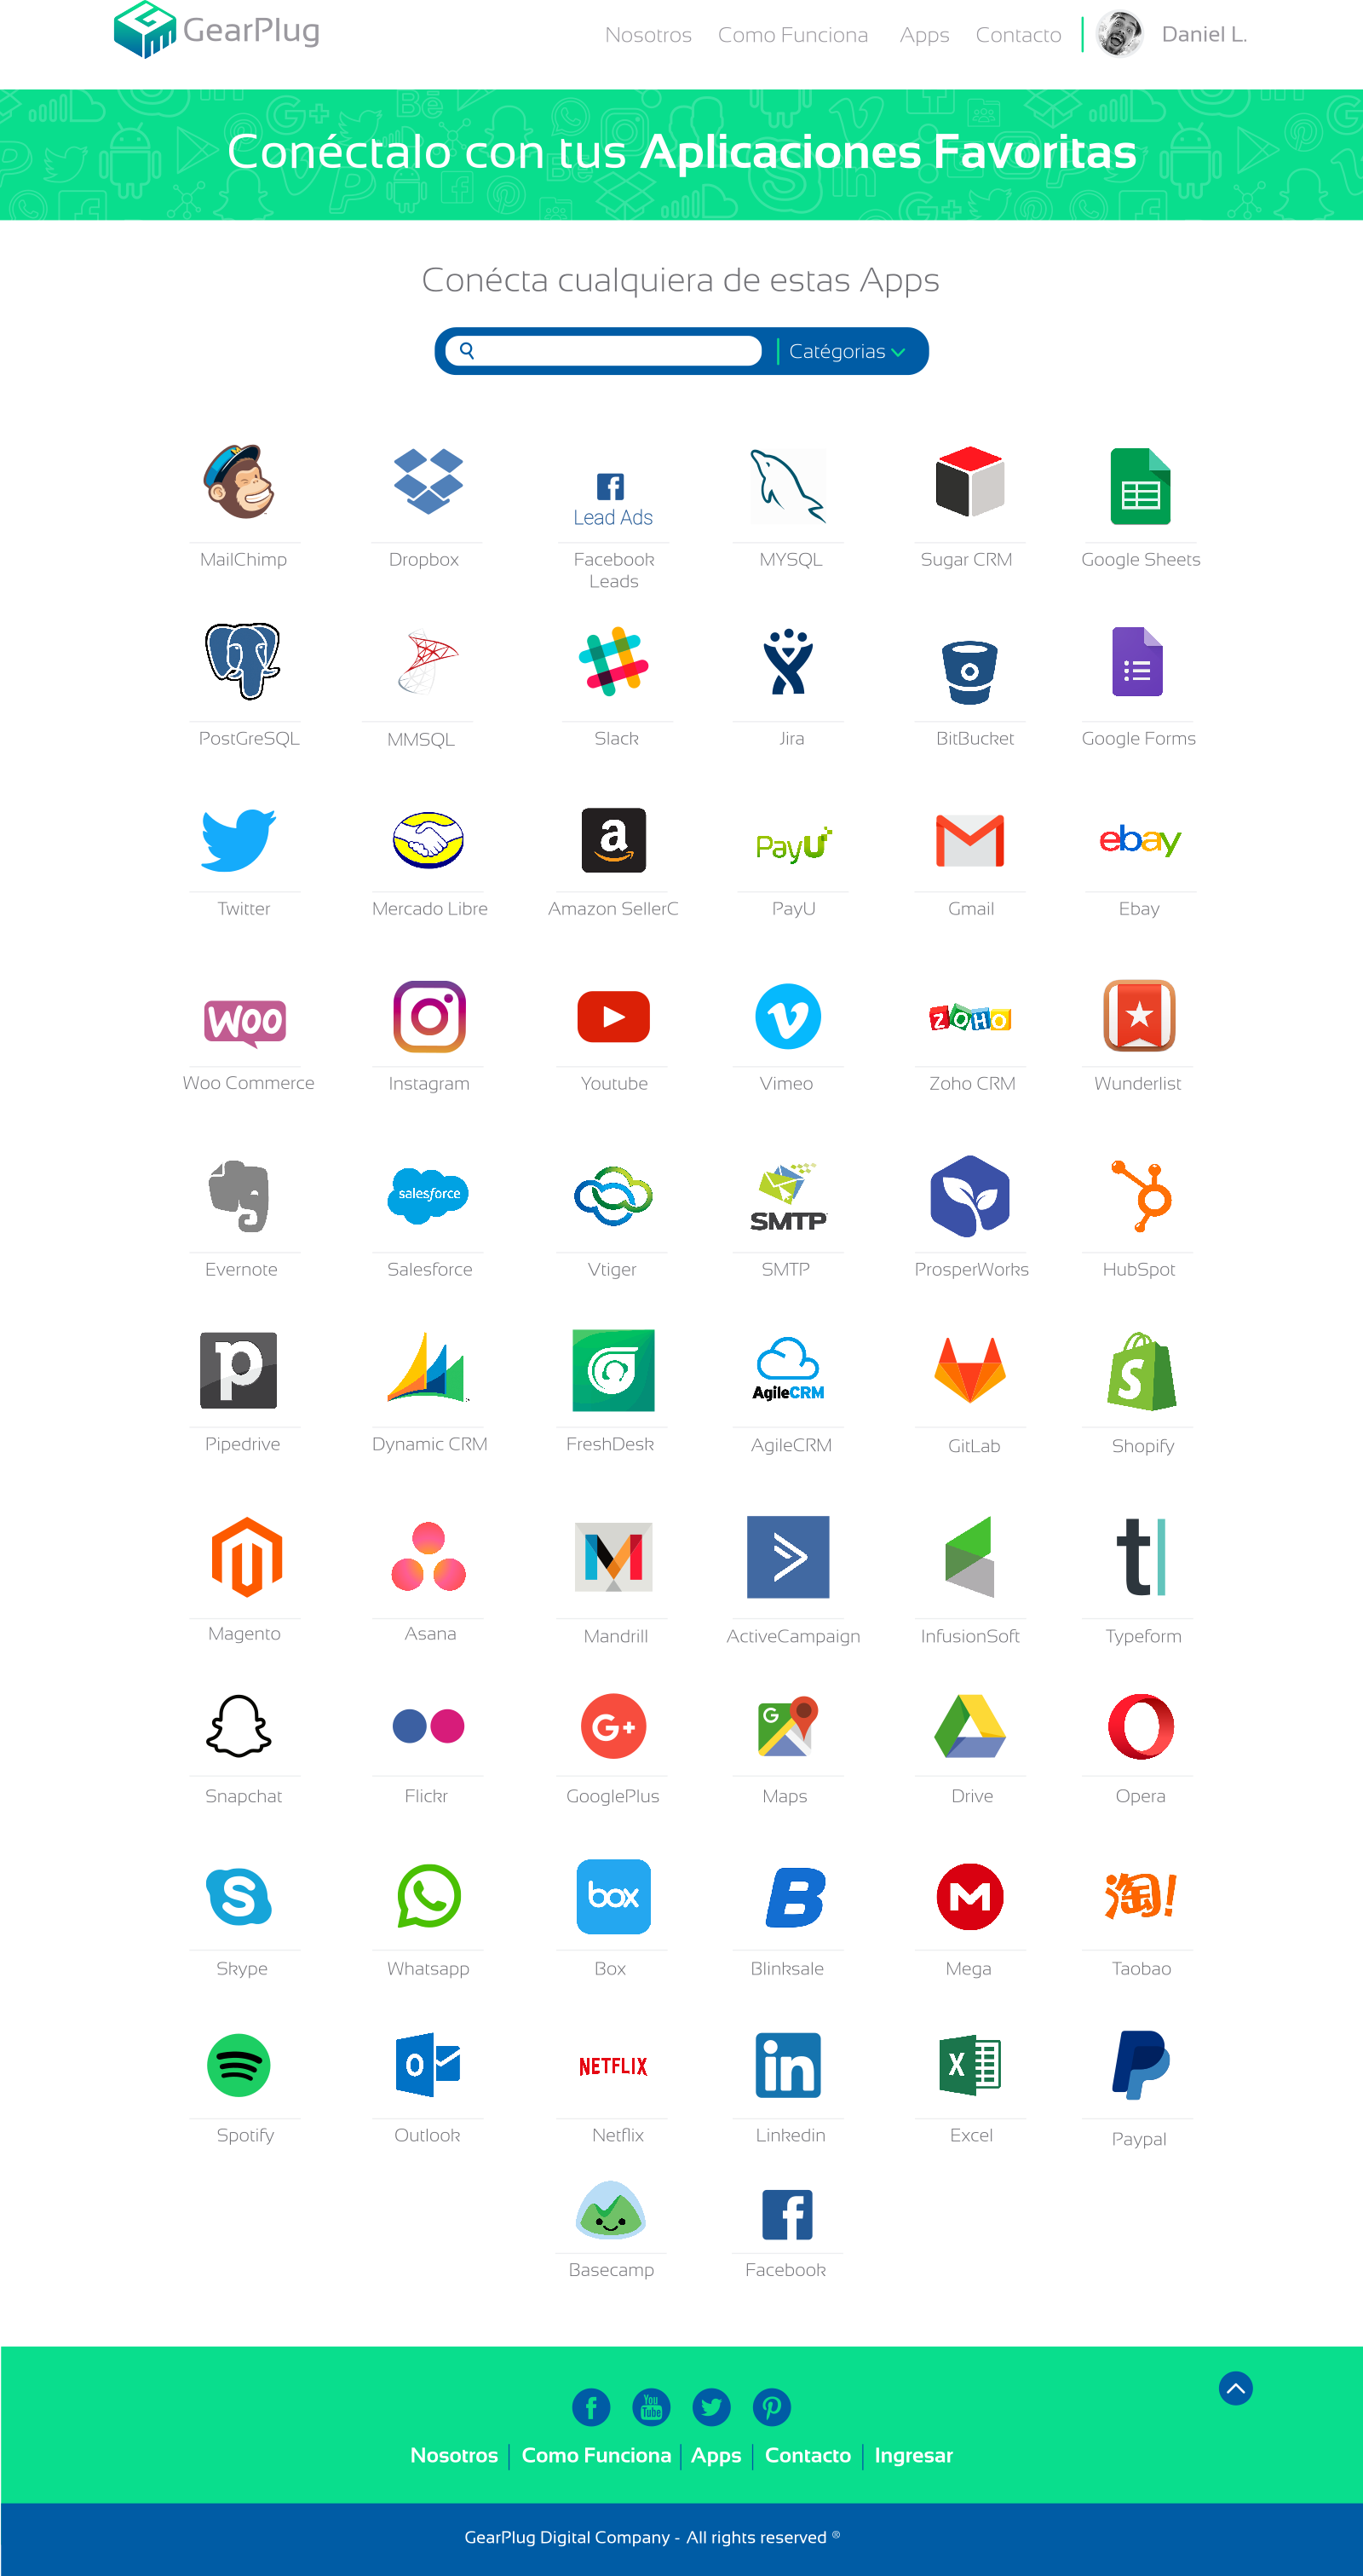 GearPlug
Nosotros Como Funciona Apps Contacto Daniel L.
Conéctalo con tus Aplicaciones Favoritas
Conécta cualquiera de estas Apps
Catégorias
Lead Ads
MailChimp Dropbox Facebook Leads MYSQL Sugar CRM Google Sheets
PostGreSQL MMSQL Slack Jira BitBucket Google Forms
PayU ebay
Twitter Mercado Libre Amazon SellerC PayU Gmail Ebay
WOO ZOHO
Woo Commerce Instagram Youtube Vimeo Zoho CRM Wunderlist
salesforce SMTP
Evernote Salesforce Vtiger SMTP ProsperWorks HubSpot
AgileCRM
Pipedrive Dynamic CRM FreshDesk AgileCRM GitLab Shopify
Magento Asana Mandrill ActiveCampaign InfusionSoft Typeform
G+ G
Snapchat Flickr GooglePlus Maps Drive Opera
S box B M 淘!
Skype Whatsapp Box Blinksale Mega Taobao
NETFLIX in
Spotify Outlook Netflix Linkedin Excel Paypal
Basecamp Facebook
You Tube
Nosotros Como Funciona Apps Contacto Ingresar
GearPlug Digital Company - All rights reserved ®